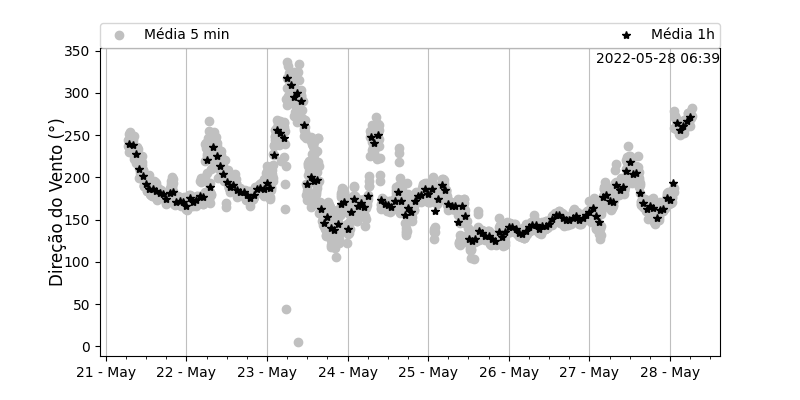 Média 5 min
Média 1h
2022-05-28 06:39
Direção do Vento (°)
350
300
250
200
150
100
50
0
21 - May
22 - May
23 - May
24 - May
25 - May
26 - May
27 - May
28 - May